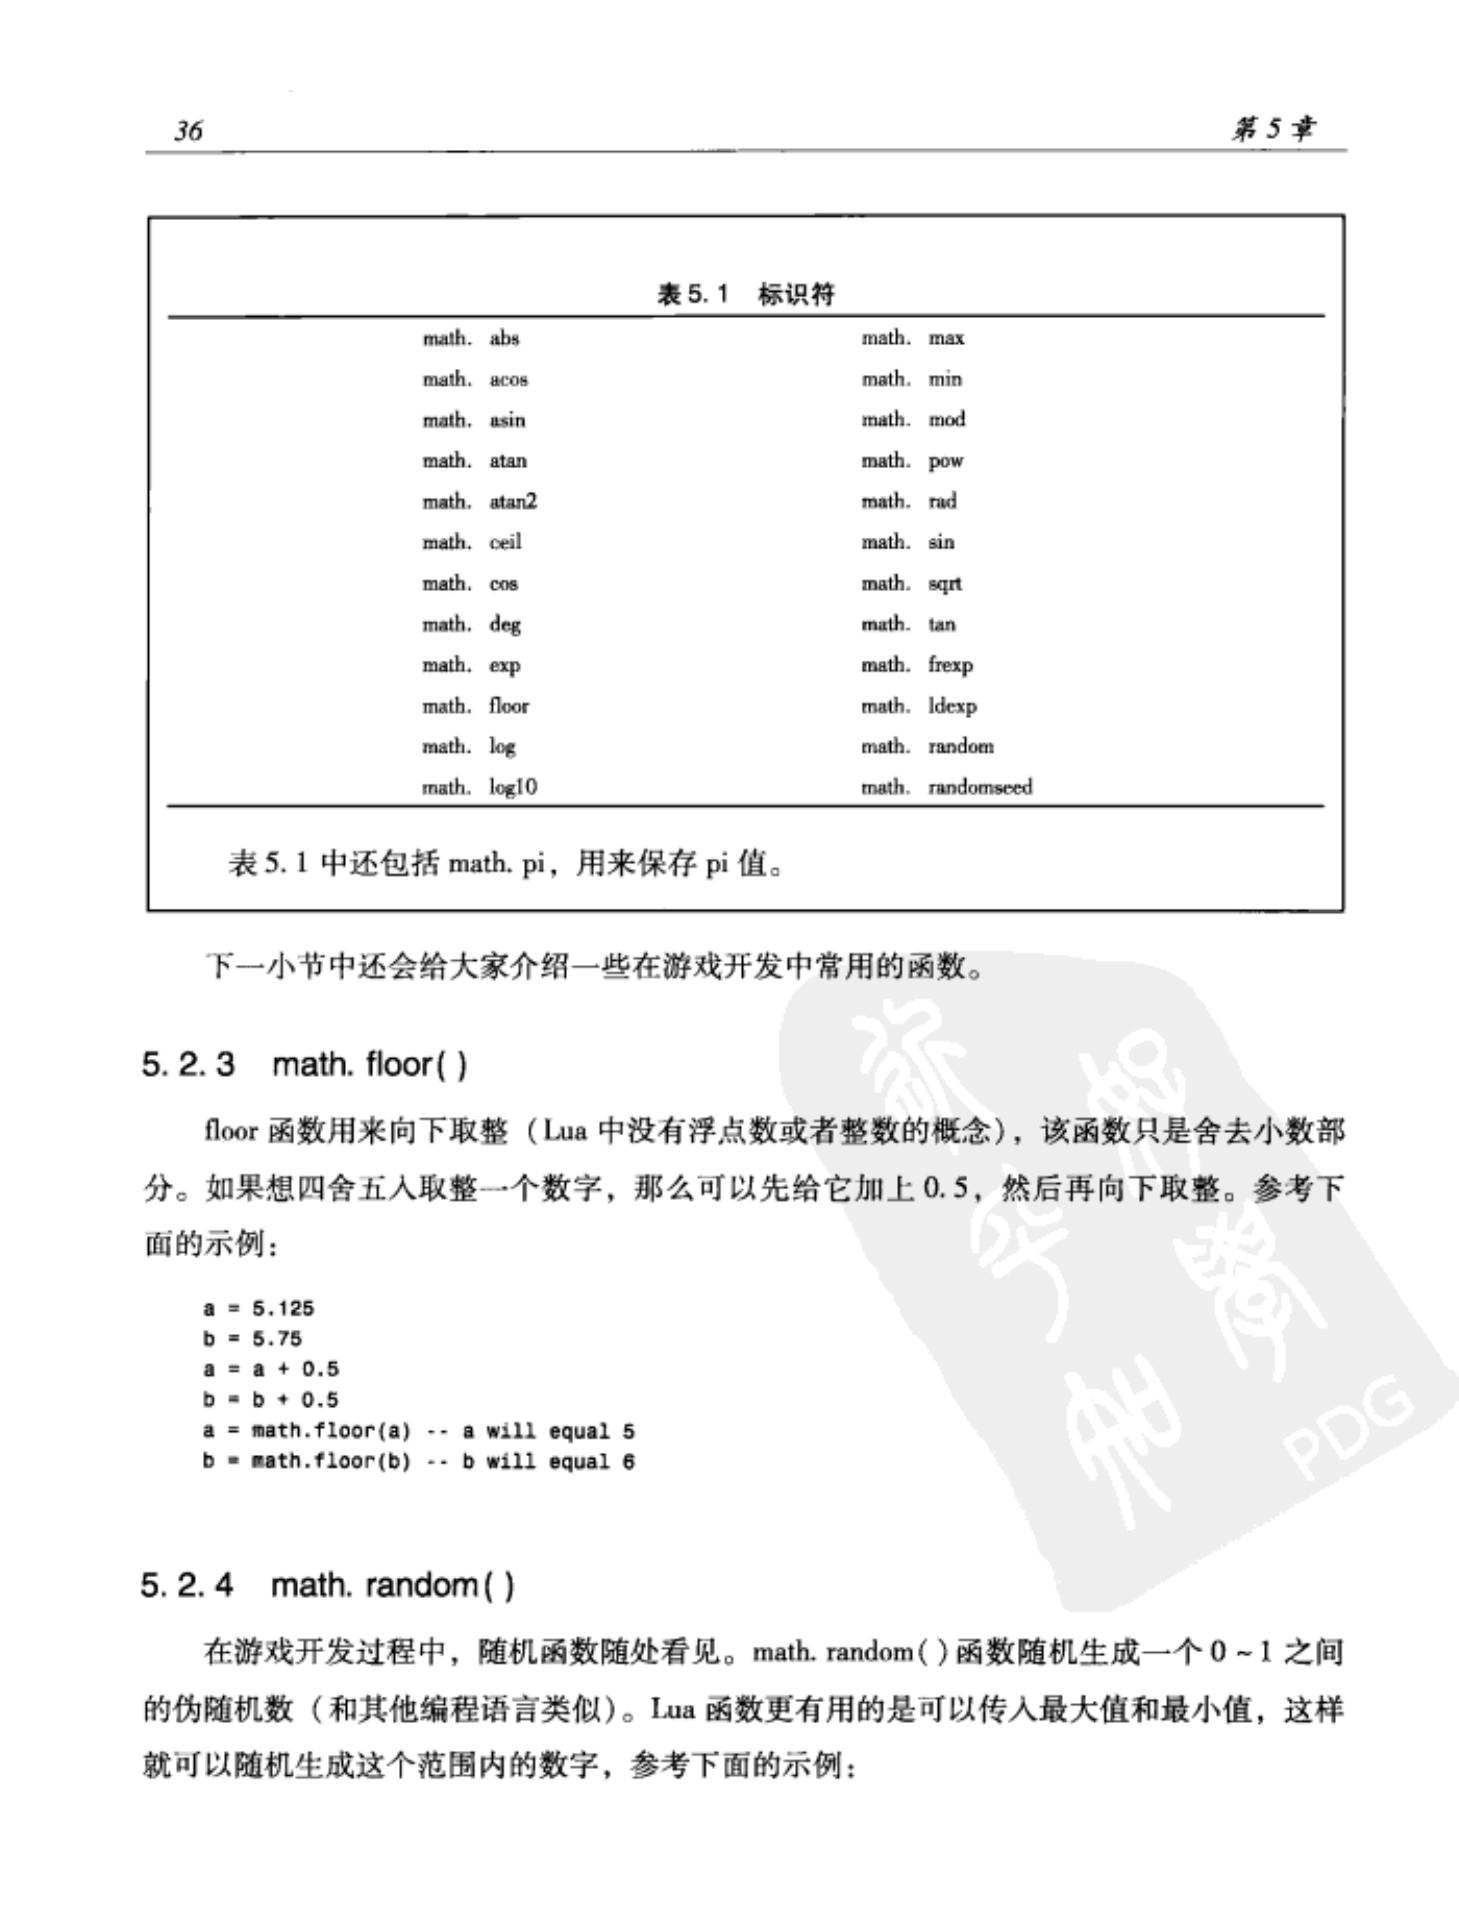 36 第 5 章
表 5. 1 标识符
math. abs math. max
math. acos math. min
math. asin math. mod
math. atan math. pow
math. atan2 math. rad
math. ceil math. sin
math. cos math. sqrt
math. deg math. tan
math. exp math. frexp
math. floor math. ldexp
math. log math. random
math. log10 math. randomseed
表 5. 1 中还包括 math. pi，用来保存 pi 值。
下一小节中还会给大家介绍一些在游戏开发中常用的函数。
5. 2. 3 math. floor( )
floor 函数用来向下取整（Lua 中没有浮点数或者整数的概念），该函数只是舍去小数部
分。如果想四舍五入取整一个数字，那么可以先给它加上 0. 5，然后再向下取整。参考下
面的示例：
a = 5.125
b = 5.75
a = a + 0.5
b = b + 0.5
a = math.floor(a) -- a will equal 5
b = math.floor(b) -- b will equal 6
PDG
5. 2. 4 math. random( )
在游戏开发过程中，随机函数随处看见。math. random( )函数随机生成一个 0 ~ 1 之间
的伪随机数（和其他编程语言类似）。Lua 函数更有用的是可以传入最大值和最小值，这样
就可以随机生成这个范围内的数字，参考下面的示例：